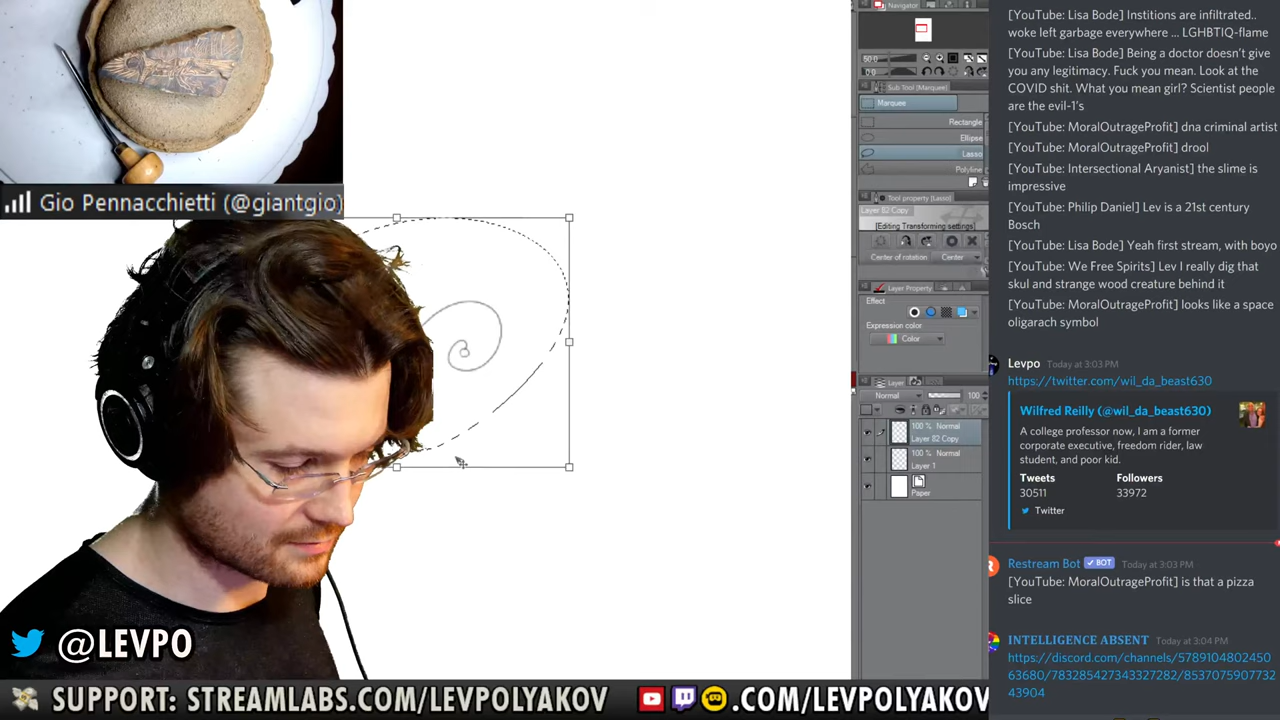 Gio Pennacchietti (@giantgio)
@LEVPO
SUPPORT: STREAMLABS.COM/LEVPOLYAKOV
.COM/LEVPOLYAKOV
Navigator
50.0
0.0
Sub Tool [Marquee]
Marquee
Rectangle
Ellipse
Lasso
Polyline
Tool property [Lasso]
Layer 82 Copy
[Editing Transforming settings]
Center of rotation
Center
Layer Property
Effect
Expression color
Color
Layer
Normal
100
100 % Normal
Layer 82 Copy
100 % Normal
Layer 1
Paper
[YouTube: Lisa Bode] Institions are infiltrated..
woke left garbage everywhere ... LGHBTIQ-flame
[YouTube: Lisa Bode] Being a doctor doesn't give
you any legitimacy. Fuck you mean. Look at the
COVID shit. What you mean girl? Scientist people
are the evil-1's
[YouTube: MoralOutrageProfit] dna criminal artist
[YouTube: MoralOutrageProfit] drool
[YouTube: Intersectional Aryanist] the slime is
impressive
[YouTube: Philip Daniel] Lev is a 21st century
Bosch
[YouTube: Lisa Bode] Yeah first stream, with boyo
[YouTube: We Free Spirits] Lev I really dig that
skul and strange wood creature behind it
[YouTube: MoralOutrageProfit] looks like a space
oligarach symbol
Levpo Today at 3:03 PM
https://twitter.com/wil_da_beast630
Wilfred Reilly (@wil_da_beast630)
A college professor now, I am a former
corporate executive, freedom rider, law
student, and poor kid.
Tweets Followers
30511 33972
Twitter
Restream Bot BOT Today at 3:03 PM
[YouTube: MoralOutrageProfit] is that a pizza
slice
INTELLIGENCE ABSENT Today at 3:04 PM
https://discord.com/channels/5789104802450
63680/783285427343327282/8537075907732
43904